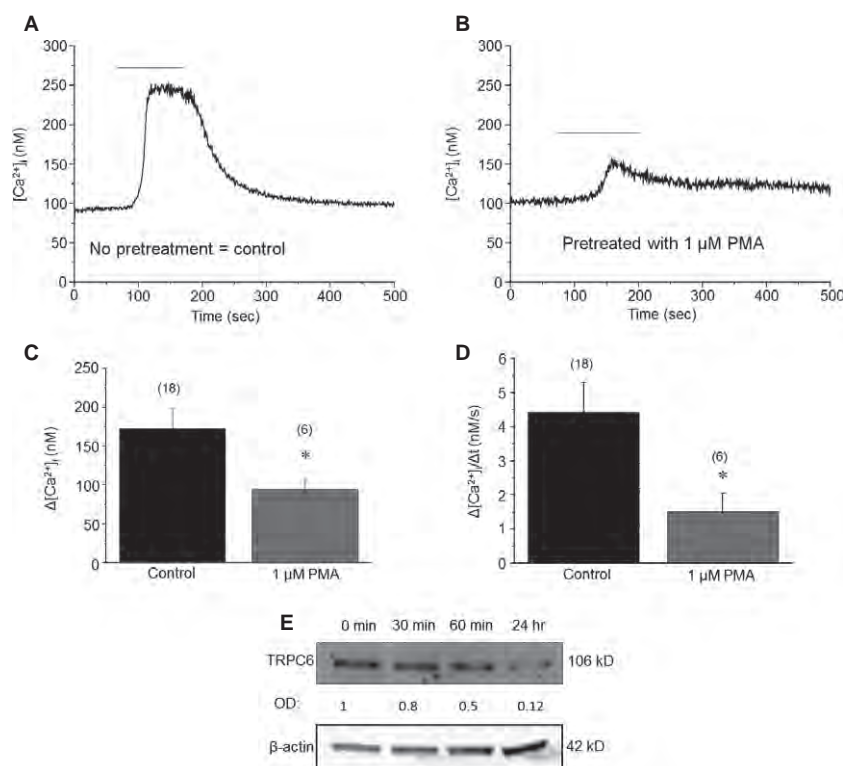 A
300
250
200
150
100
50
0
[Ca²⁺]ᵢ (nM)
No pretreatment = control
0 100 200 300 400 500
Time (sec)
B
300
250
200
150
100
50
0
[Ca²⁺]ᵢ (nM)
Pretreated with 1 µM PMA
0 100 200 300 400 500
Time (sec)
C
250
200
150
100
50
0
Δ[Ca²⁺]ᵢ (nM)
(18)
(6)
*
Control 1 µM PMA
D
6
5
4
3
2
1
0
Δ[Ca²⁺]ᵢ/Δt (nM/s)
(18)
(6)
*
Control 1 µM PMA
E
0 min 30 min 60 min 24 hr
TRPC6 106 kD
OD: 1 0.8 0.5 0.12
β-actin 42 kD